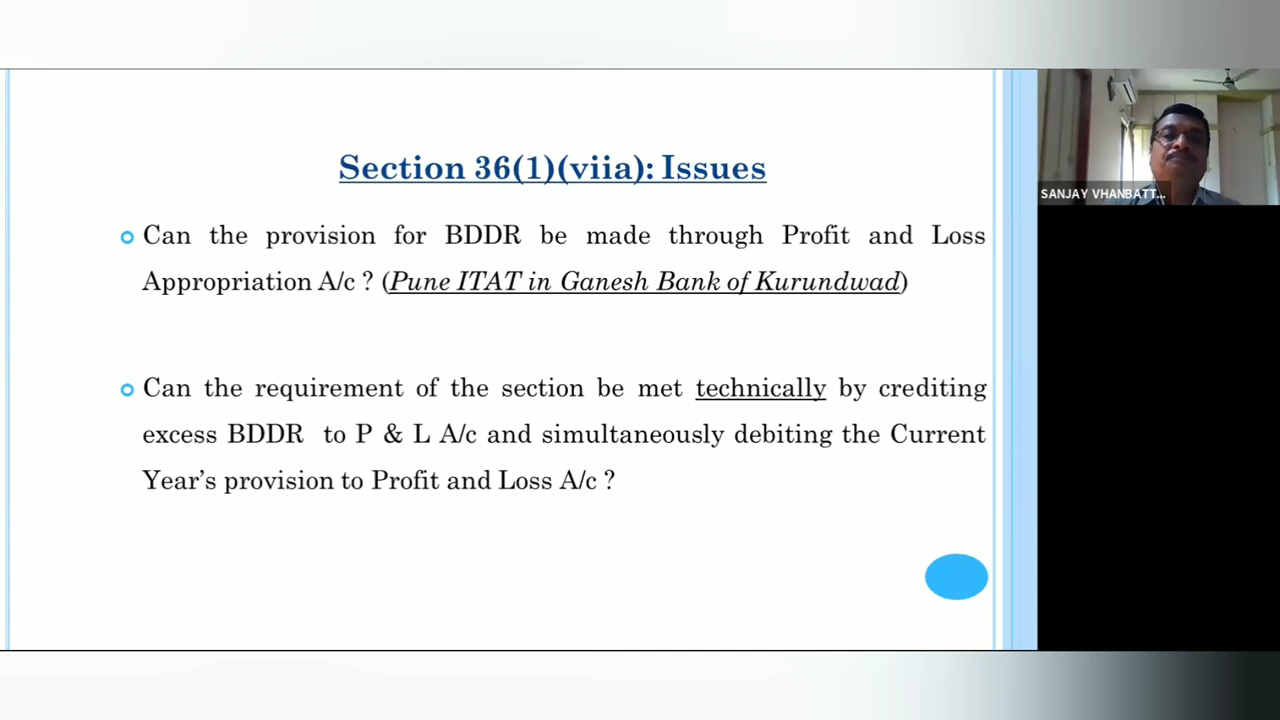 Section 36(1)(viia): Issues
Can the provision for BDDR be made through Profit and Loss
Appropriation A/c ? (Pune ITAT in Ganesh Bank of Kurundwad)
Can the requirement of the section be met technically by crediting
excess BDDR to P & L A/c and simultaneously debiting the Current
Year’s provision to Profit and Loss A/c ?
SANJAY VHANBATT...